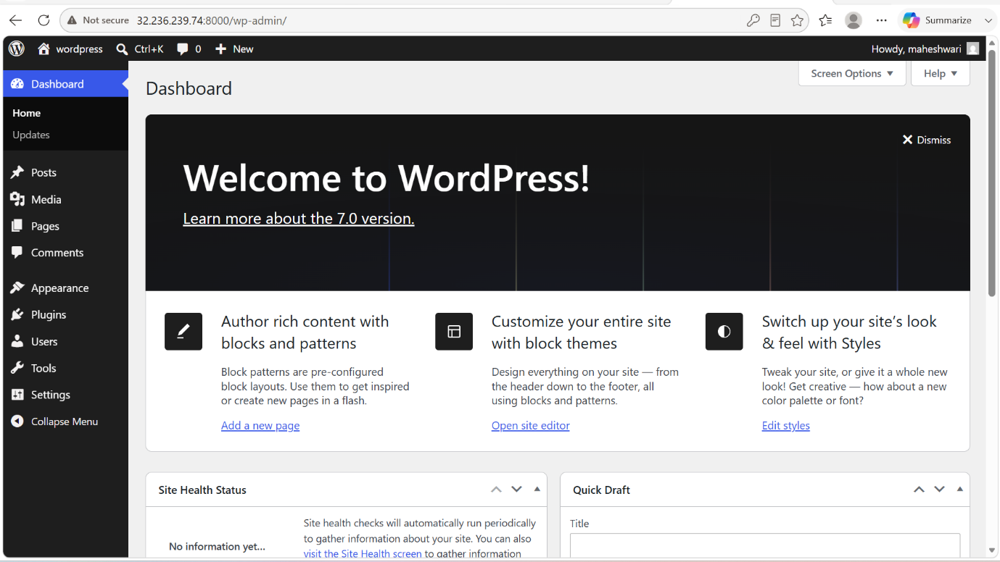 Not secure 32.236.239.74:8000/wp-admin/
Summarize
wordpress Ctrl+K 0 New
Howdy, maheshwari
Dashboard
Home
Updates
Posts
Media
Pages
Comments
Appearance
Plugins
Users
Tools
Settings
Collapse Menu
Screen Options ▼
Help ▼
Dashboard
Dismiss
Welcome to WordPress!
Learn more about the 7.0 version.
Author rich content with
blocks and patterns
Block patterns are pre-configured
block layouts. Use them to get inspired
or create new pages in a flash.
Add a new page
Customize your entire site
with block themes
Design everything on your site — from
the header down to the footer, all
using blocks and patterns.
Open site editor
Switch up your site’s look
& feel with Styles
Tweak your site, or give it a whole new
look! Get creative — how about a new
color palette or font?
Edit styles
Site Health Status
No information yet...
Site health checks will automatically run periodically
to gather information about your site. You can also
visit the Site Health screen to gather information
Quick Draft
Title